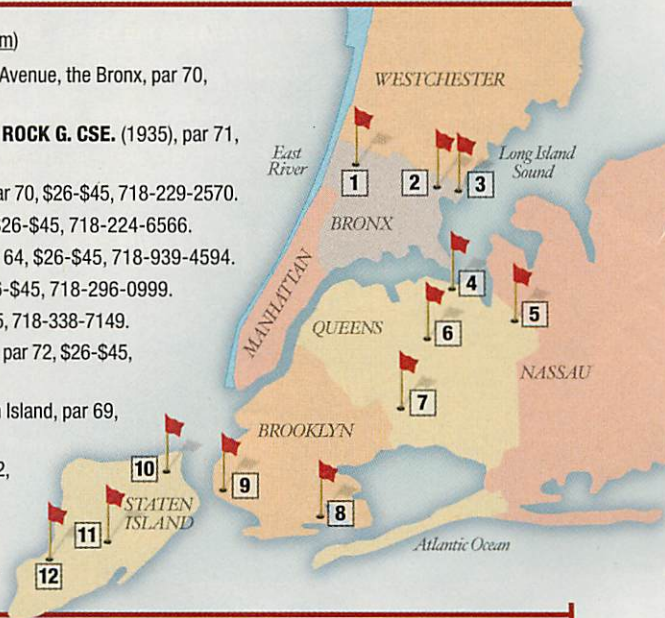 m)
Avenue, the Bronx, par 70,
ROCK G. CSE. (1935), par 71,
ar 70, $26-$45, 718-229-2570.
$26-$45, 718-224-6566.
64, $26-$45, 718-939-4594.
6-$45, 718-296-0999.
5, 718-338-7149.
par 72, $26-$45,
n Island, par 69,
2,
WESTCHESTER
East
River
Long Island
Sound
1
2
3
BRONX
MANHATTAN
4
5
QUEENS
6
NASSAU
7
BROOKLYN
10
9
8
STATEN
ISLAND
11
12
Atlantic Ocean